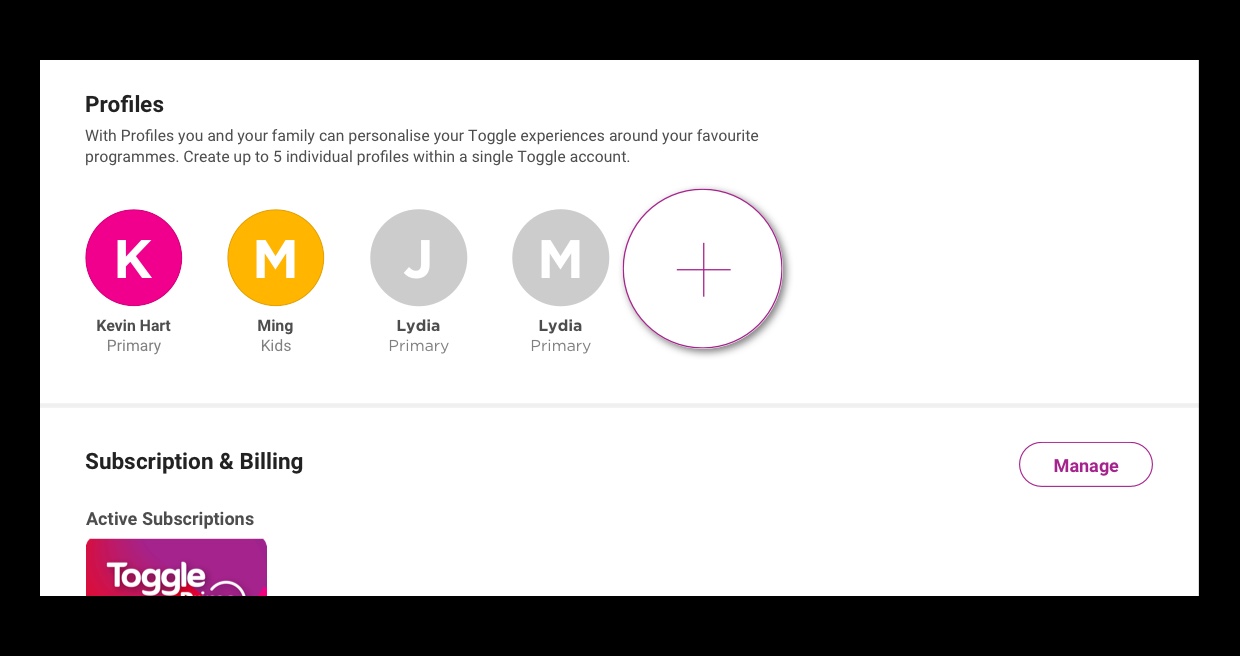 Profiles
With Profiles you and your family can personalise your Toggle experiences around your favourite
programmes. Create up to 5 individual profiles within a single Toggle account.
K M J M
Kevin Hart Ming Lydia Lydia
Primary Kids Primary Primary
Subscription & Billing
Manage
Active Subscriptions
Toggle